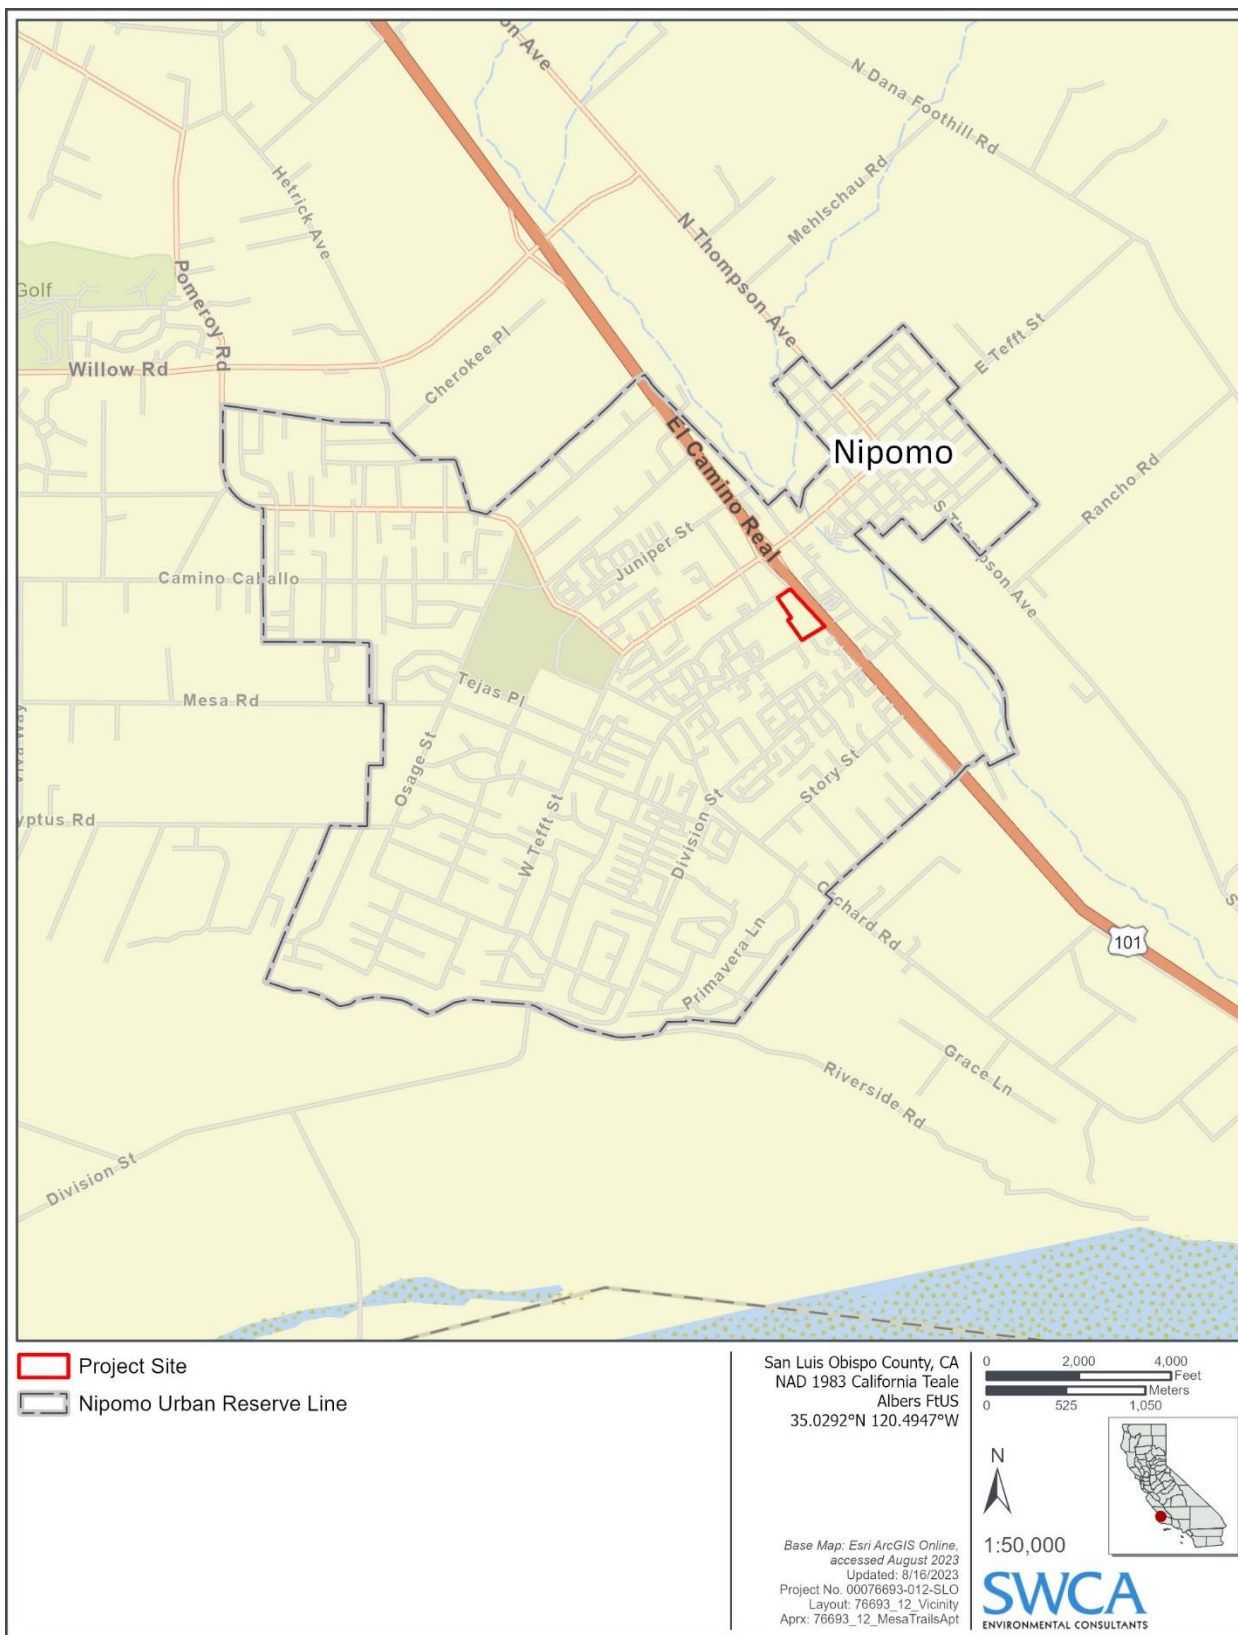 on Ave
N Dana Foothill Rd
Hetrick Ave
Mehlschau Rd
N Thompson Ave
Golf
Pomeroy Rd
E Tefft St
Willow Rd
Cherokee Pl
El Camino Real
Nipomo
Rancho Rd
S Thompson Ave
Juniper St
Camino Caballo
Mesa Rd
Tejas Pl
Viva Way
Osage St
Story St
yptus Rd
W Tefft St
Division St
Orchard Rd
S
101
Primavera Ln
Grace Ln
Riverside Rd
Division St
Project Site
Nipomo Urban Reserve Line
San Luis Obispo County, CA
NAD 1983 California Teale
Albers FtUS
35.0292°N 120.4947°W
0 2,000 4,000
Feet
Meters
0 525 1,050
N
1:50,000
Base Map: Esri ArcGIS Online,
accessed August 2023
Updated: 8/16/2023
Project No. 00076693-012-SLO
Layout: 76693_12_Vicinity
Aprx: 76693_12_MesaTrailsApt
SWCA
ENVIRONMENTAL CONSULTANTS